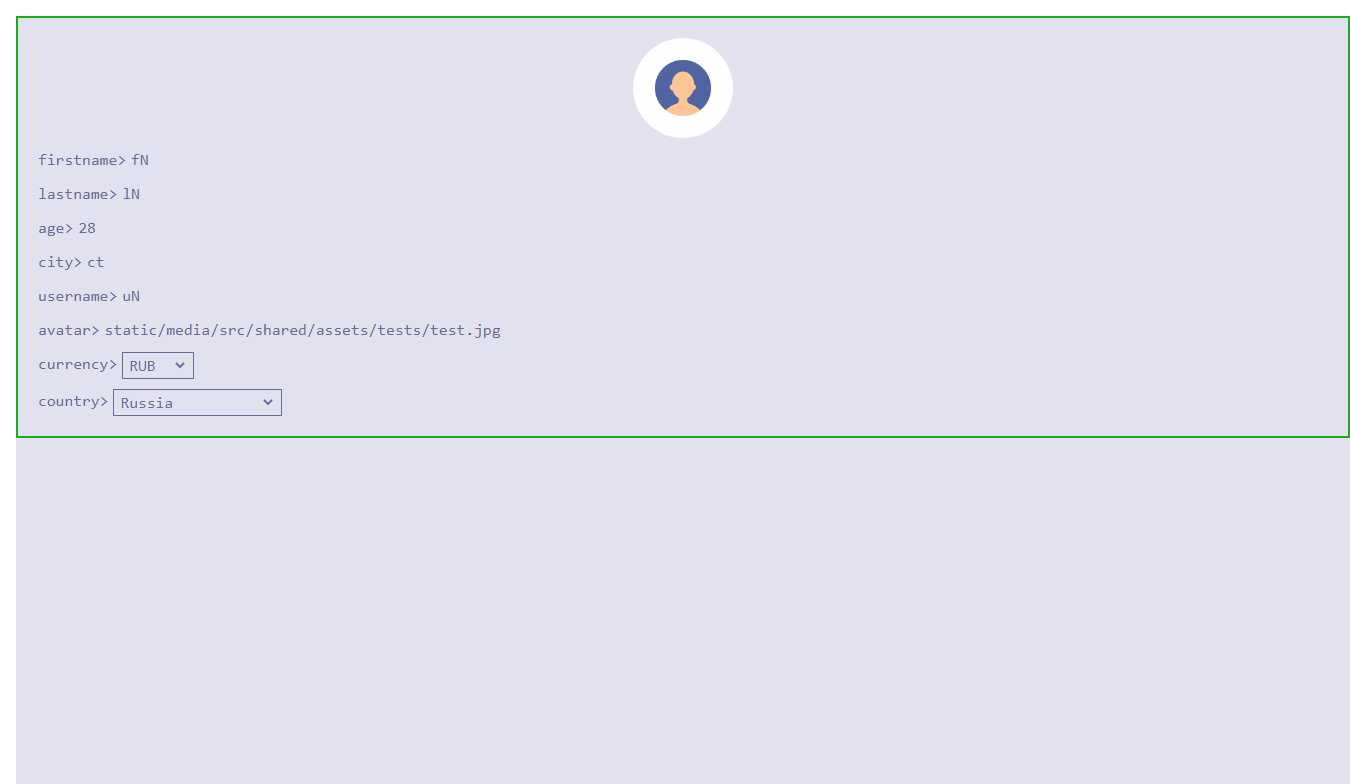 firstname> fN
lastname> lN
age> 28
city> ct
username> uN
avatar> static/media/src/shared/assets/tests/test.jpg
currency> RUB
country> Russia